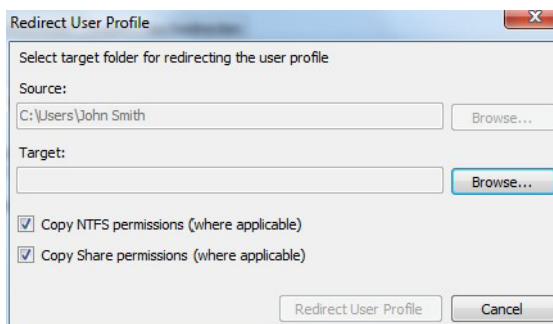 Redirect User Profile
Select target folder for redirecting the user profile
Source:
C:\Users\John Smith
Browse...
Target:
Browse...
Copy NTFS permissions (where applicable)
Copy Share permissions (where applicable)
Redirect User Profile
Cancel